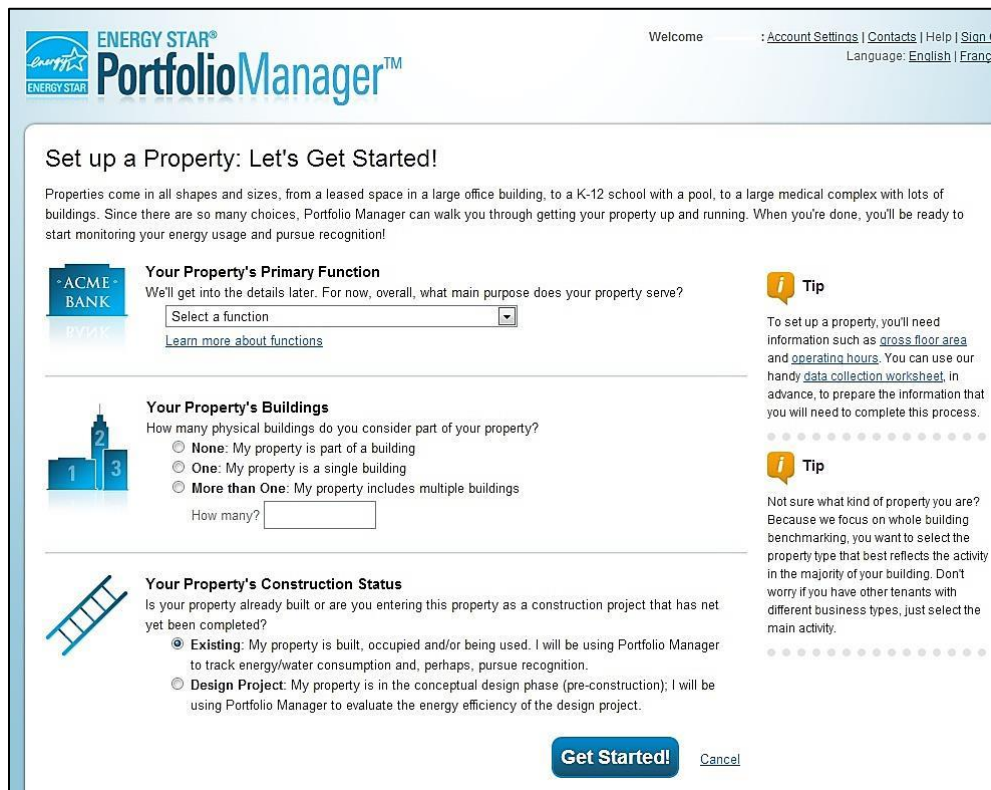 ENERGY STAR®
PortfolioManager™
energy
ENERGY STAR
Welcome : Account Settings | Contacts | Help | Sign
Language: English | Franç
Set up a Property: Let's Get Started!
Properties come in all shapes and sizes, from a leased space in a large office building, to a K-12 school with a pool, to a large medical complex with lots of
buildings. Since there are so many choices, Portfolio Manager can walk you through getting your property up and running. When you're done, you'll be ready to
start monitoring your energy usage and pursue recognition!
ACME
BANK
Your Property's Primary Function
We'll get into the details later. For now, overall, what main purpose does your property serve?
Select a function
Learn more about functions
1 2 3
Your Property's Buildings
How many physical buildings do you consider part of your property?
None: My property is part of a building
One: My property is a single building
More than One: My property includes multiple buildings
How many?
Your Property's Construction Status
Is your property already built or are you entering this property as a construction project that has net
yet been completed?
Existing: My property is built, occupied and/or being used. I will be using Portfolio Manager
to track energy/water consumption and, perhaps, pursue recognition.
Design Project: My property is in the conceptual design phase (pre-construction); I will be
using Portfolio Manager to evaluate the energy efficiency of the design project.
Get Started! Cancel
i Tip
To set up a property, you'll need
information such as gross floor area
and operating hours. You can use our
handy data collection worksheet, in
advance, to prepare the information that
you will need to complete this process.
i Tip
Not sure what kind of property you are?
Because we focus on whole building
benchmarking, you want to select the
property type that best reflects the activity
in the majority of your building. Don't
worry if you have other tenants with
different business types, just select the
main activity.